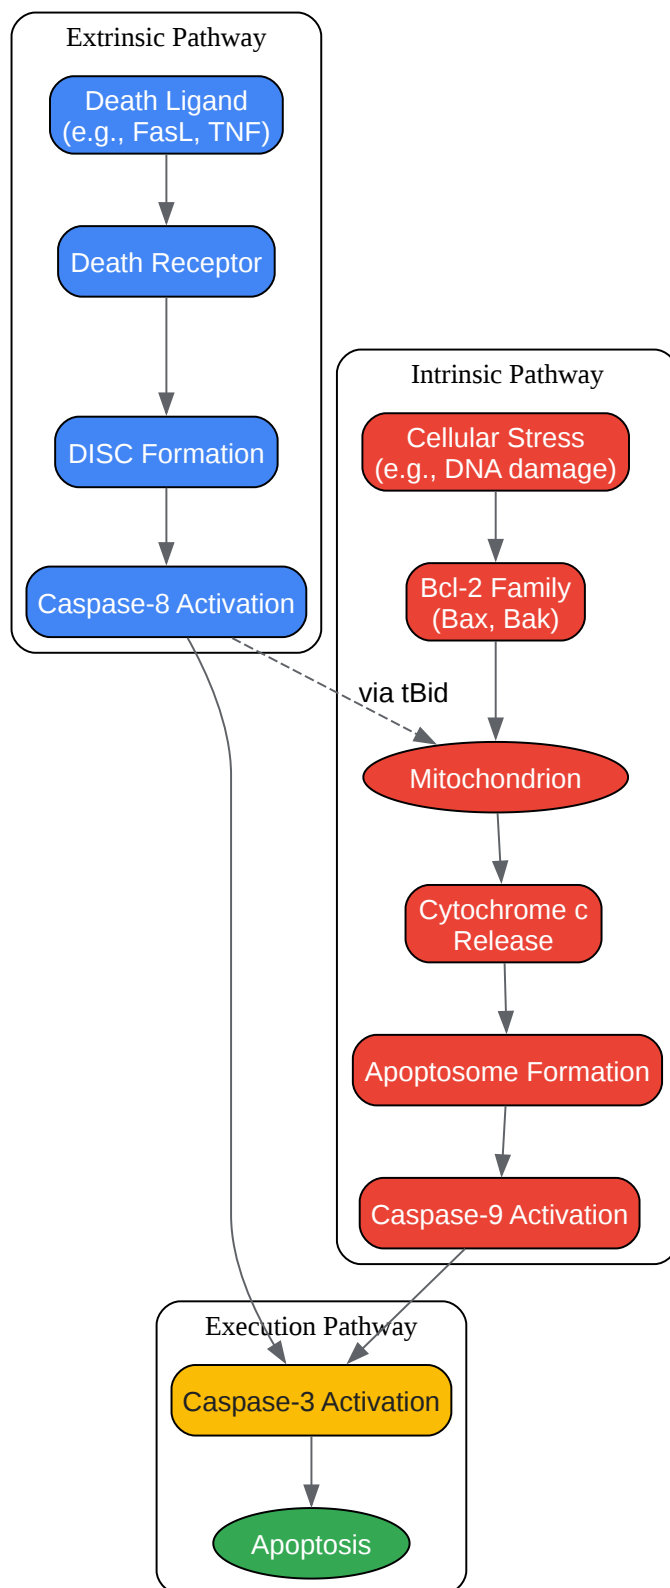 Extrinsic Pathway
Death Ligand
(e.g., FasL, TNF)
Death Receptor
DISC Formation
Caspase-8 Activation
via tBid
Intrinsic Pathway
Cellular Stress
(e.g., DNA damage)
Bcl-2 Family
(Bax, Bak)
Mitochondrion
Cytochrome c
Release
Apoptosome Formation
Caspase-9 Activation
Execution Pathway
Caspase-3 Activation
Apoptosis